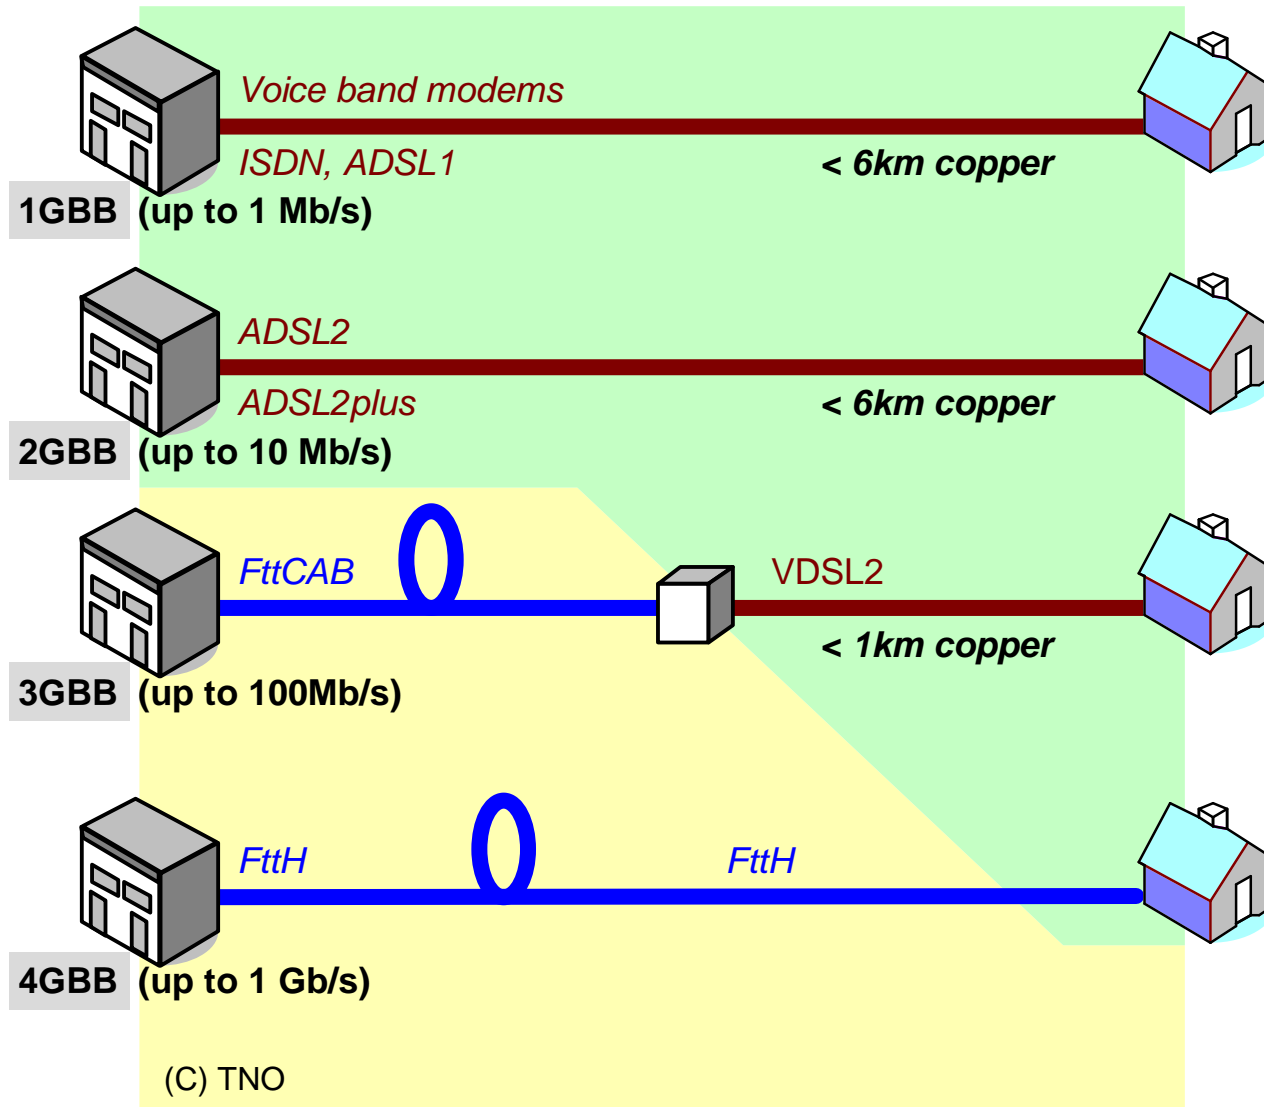 Voice band modems
ISDN, ADSL1
< 6km copper
1GBB (up to 1 Mb/s)
ADSL2
ADSL2plus
< 6km copper
2GBB (up to 10 Mb/s)
FttCAB
VDSL2
< 1km copper
3GBB (up to 100Mb/s)
FttH
FttH
4GBB (up to 1 Gb/s)
(C) TNO